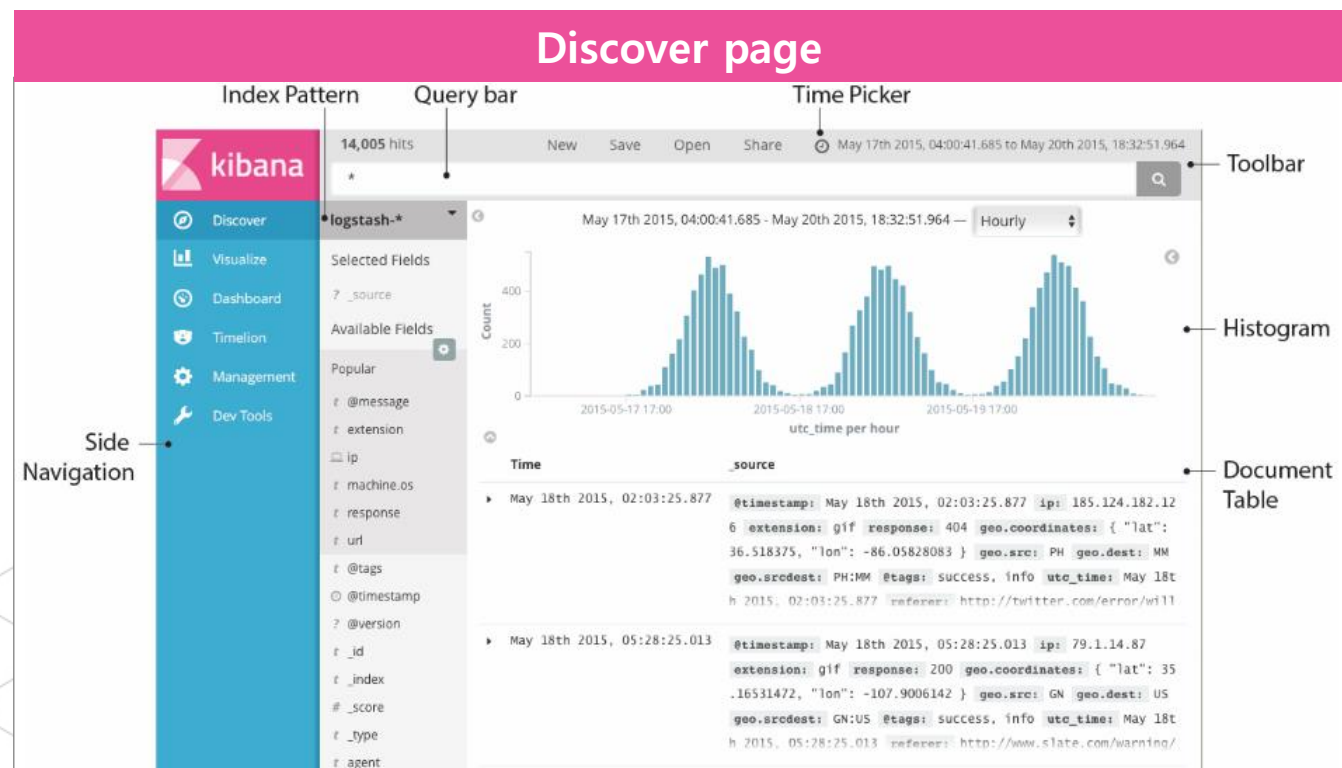 Discover page
Index Pattern
Query bar
Time Picker
kibana
14,005 hits
New
Save
Open
Share
May 17th 2015, 04:00:41.685 to May 20th 2015, 18:32:51.964
Toolbar
*
Discover
Visualize
Dashboard
Timelion
Management
Dev Tools
Side
Navigation
logstash-*
Selected Fields
? _source
Available Fields
Popular
t @message
t extension
ip
t machine.os
t response
t url
t @tags
@timestamp
? @version
t _id
t _index
# _score
t _type
t agent
May 17th 2015, 04:00:41.685 - May 20th 2015, 18:32:51.964 —
Hourly
Count
400
200
0
2015-05-17 17:00
2015-05-18 17:00
2015-05-19 17:00
utc_time per hour
Histogram
Time
_source
Document
Table
May 18th 2015, 02:03:25.877
@timestamp: May 18th 2015, 02:03:25.877 ip: 185.124.182.12
6 extension: gif response: 404 geo.coordinates: { "lat":
36.518375, "lon": -86.05828083 } geo.src: PH geo.dest: MM
geo.srcdest: PH:MM @tags: success, info utc_time: May 18t
h 2015, 02:03:25.877 referer: http://twitter.com/error/will
May 18th 2015, 05:28:25.013
@timestamp: May 18th 2015, 05:28:25.013 ip: 79.1.14.87
extension: gif response: 200 geo.coordinates: { "lat": 35
.16531472, "lon": -107.9006142 } geo.src: GN geo.dest: US
geo.srcdest: GN:US @tags: success, info utc_time: May 18t
h 2015, 05:28:25.013 referer: http://www.slate.com/warning/